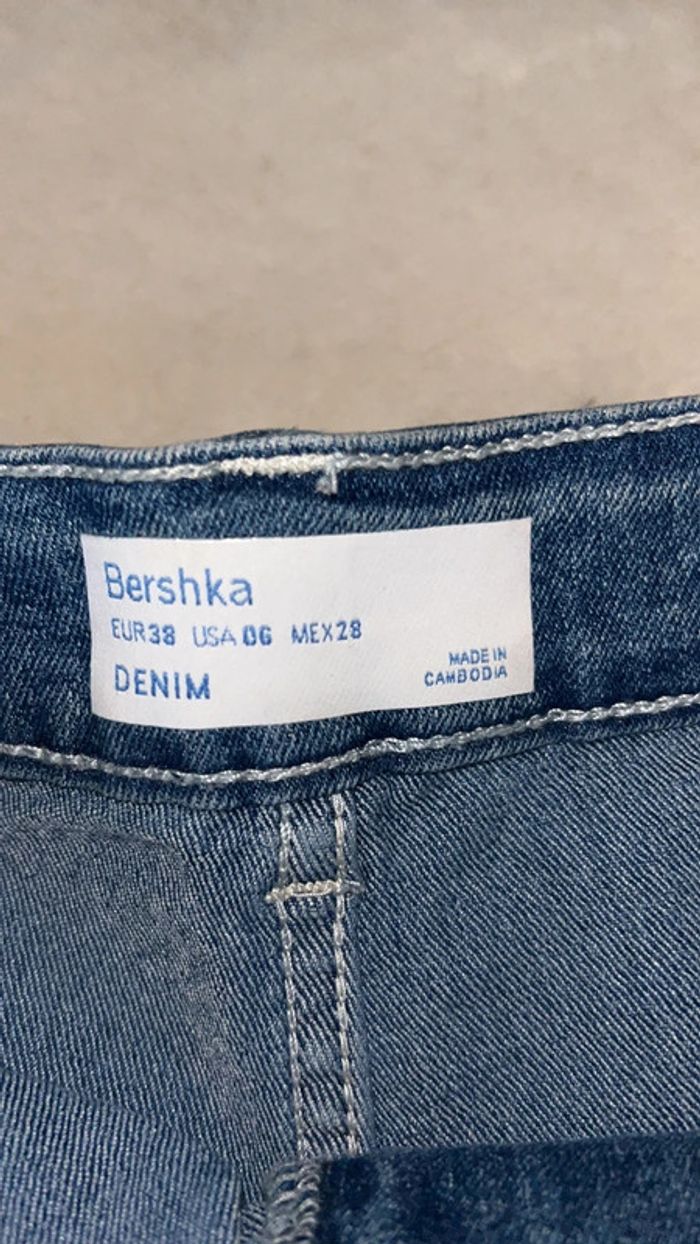 Bershka
EUR38 USA 06 MEX28
DENIM
MADE IN
CAMBODIA